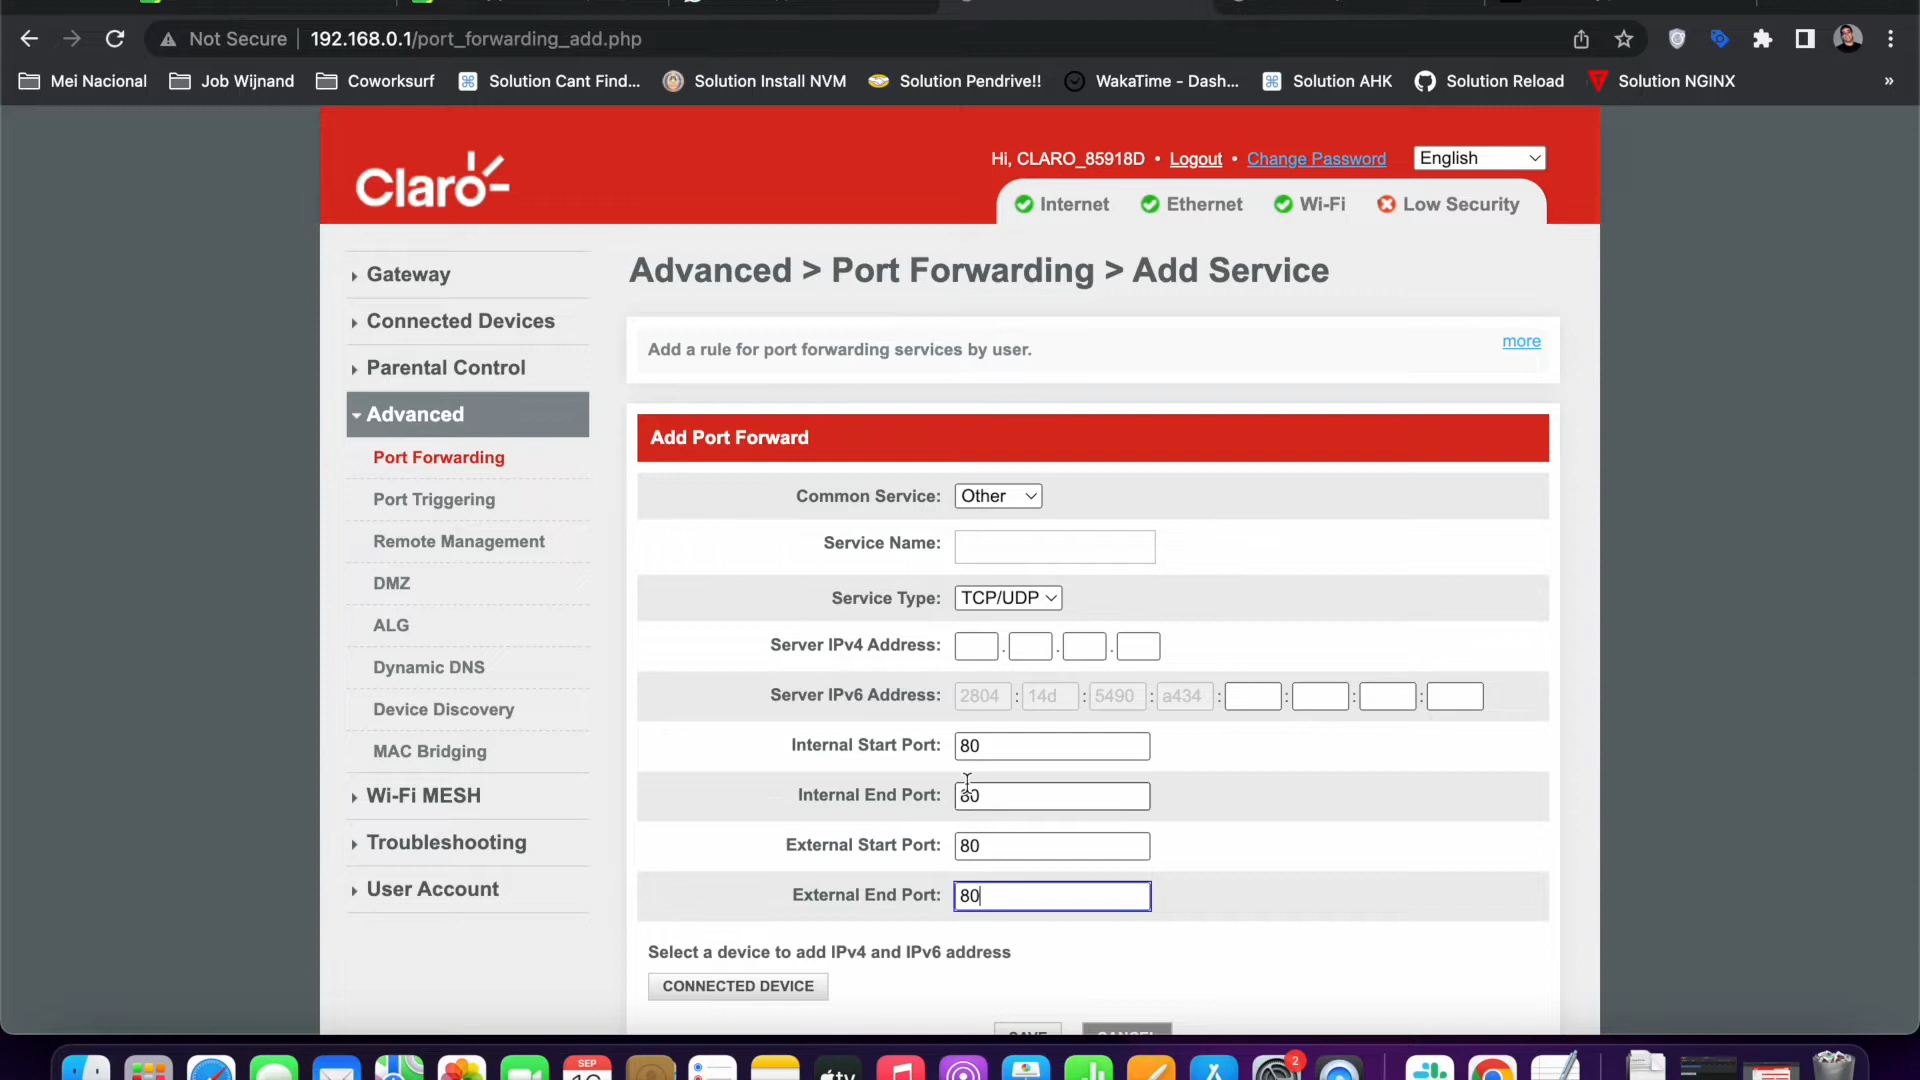 Not Secure 192.168.0.1/port_forwarding_add.php
Mei Nacional Job Wijnand Coworksurf Solution Cant Find... Solution Install NVM Solution Pendrive!! WakaTime - Dash... Solution AHK Solution Reload Solution NGINX »
Claro
Hi, CLARO_85918D • Logout • Change Password English
Internet Ethernet Wi-Fi Low Security
Gateway
Connected Devices
Parental Control
Advanced
Port Forwarding
Port Triggering
Remote Management
DMZ
ALG
Dynamic DNS
Device Discovery
MAC Bridging
Wi-Fi MESH
Troubleshooting
User Account
Advanced > Port Forwarding > Add Service
Add a rule for port forwarding services by user. more
Add Port Forward
Common Service: Other
Service Name:
Service Type: TCP/UDP
Server IPv4 Address: . . .
Server IPv6 Address: 2804 : 14d : 5490 : a434 : : : :
Internal Start Port: 80
Internal End Port: 80
External Start Port: 80
External End Port: 80
Select a device to add IPv4 and IPv6 address
CONNECTED DEVICE
SAVE CANCEL
SEP
tv
2